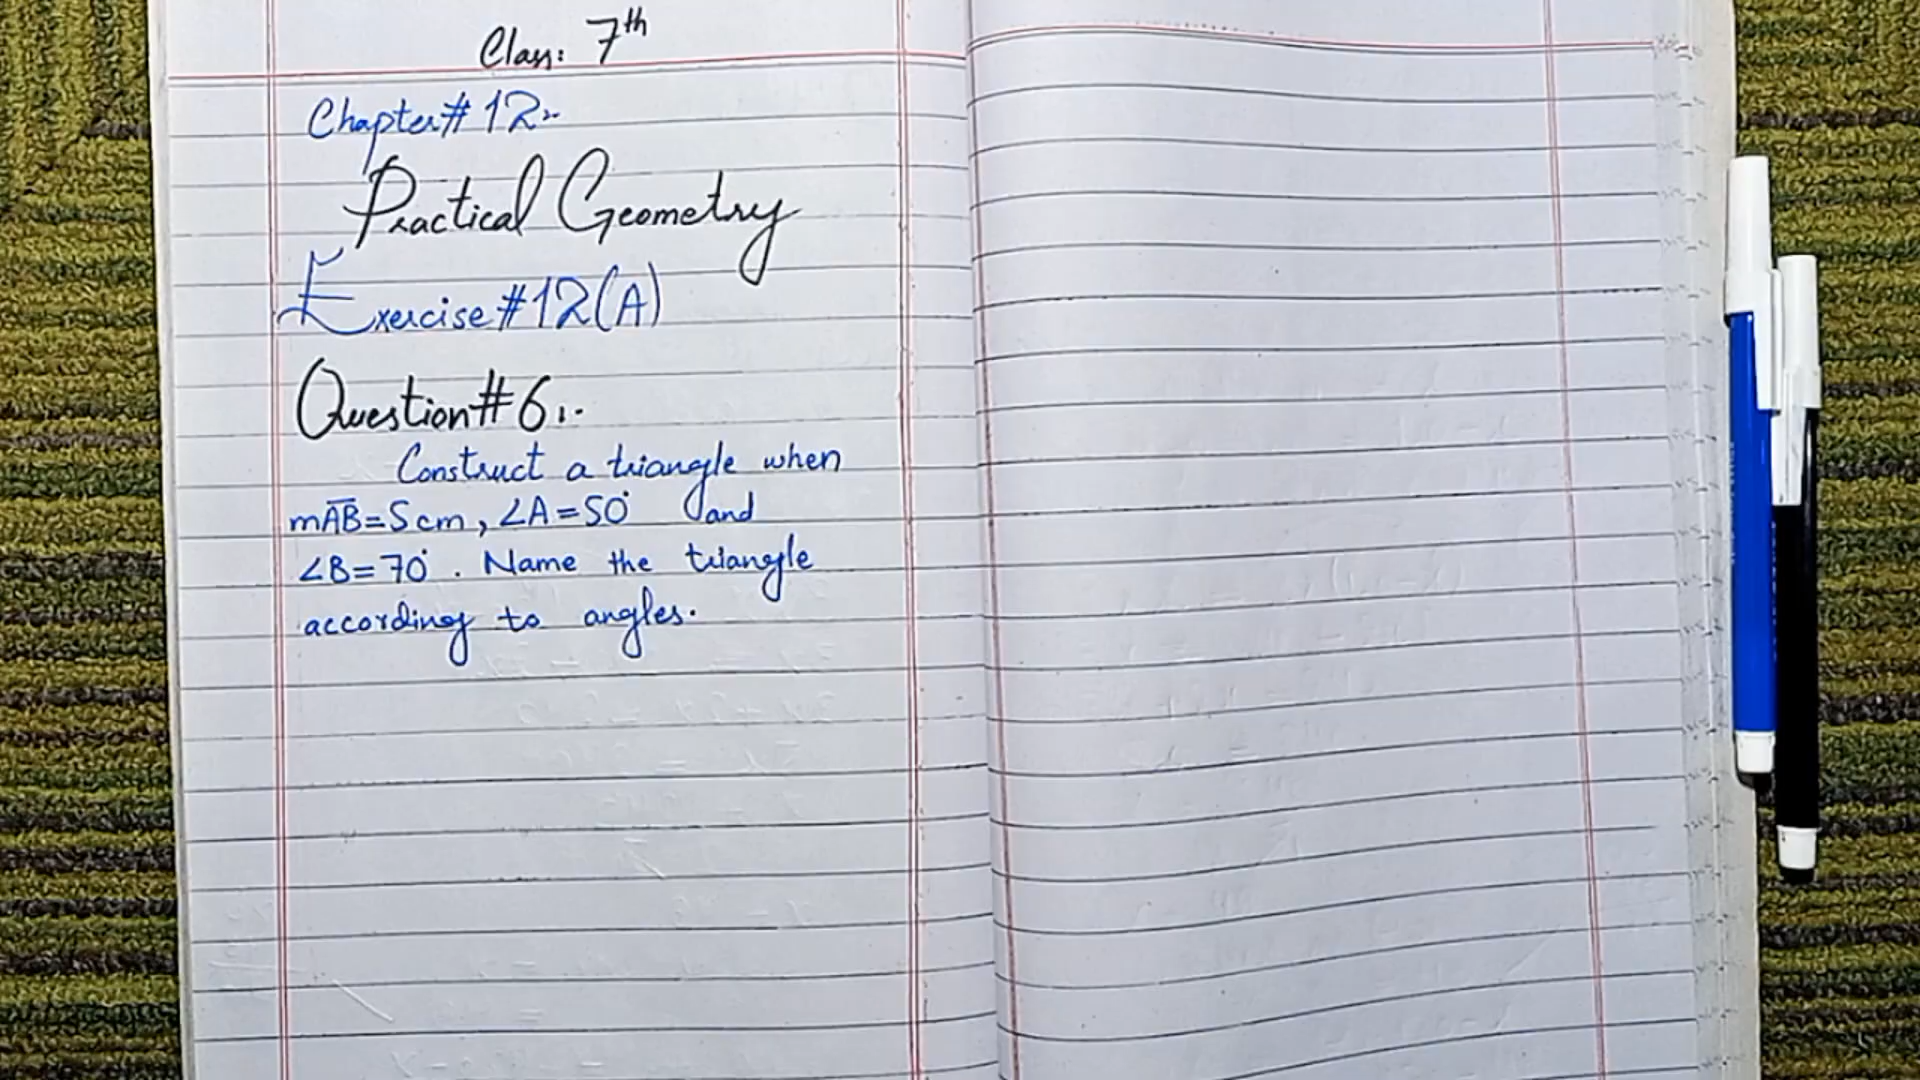 Class: 7th
Chapter# 12:-
Practical Geometry
Exercise#12(A)
Question#6:-
Construct a triangle when
mA̅B̅=5cm, ∠A=50° and
∠B=70°. Name the triangle
according to angles.